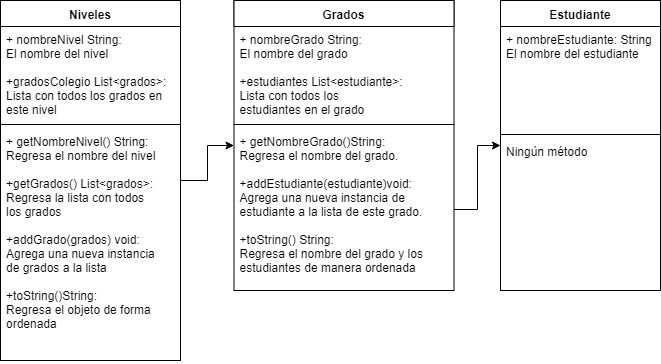 Niveles
+ nombreNivel String:
El nombre del nivel
+gradosColegio List<grados>:
Lista con todos los grados en
este nivel
+ getNombreNivel() String:
Regresa el nombre del nivel
+getGrados() List<grados>:
Regresa la lista con todos
los grados
+addGrado(grados) void:
Agrega una nueva instancia
de grados a la lista
+toString()String:
Regresa el objeto de forma
ordenada
Grados
+ nombreGrado String:
El nombre del grado
+estudiantes List<estudiante>:
Lista con todos los
estudiantes en el grado
+ getNombreGrado()String:
Regresa el nombre del grado.
+addEstudiante(estudiante)void:
Agrega una nueva instancia de
estudiante a la lista de este grado.
+toString() String:
Regresa el nombre del grado y los
estudiantes de manera ordenada
Estudiante
+ nombreEstudiante: String
El nombre del estudiante
Ningún método